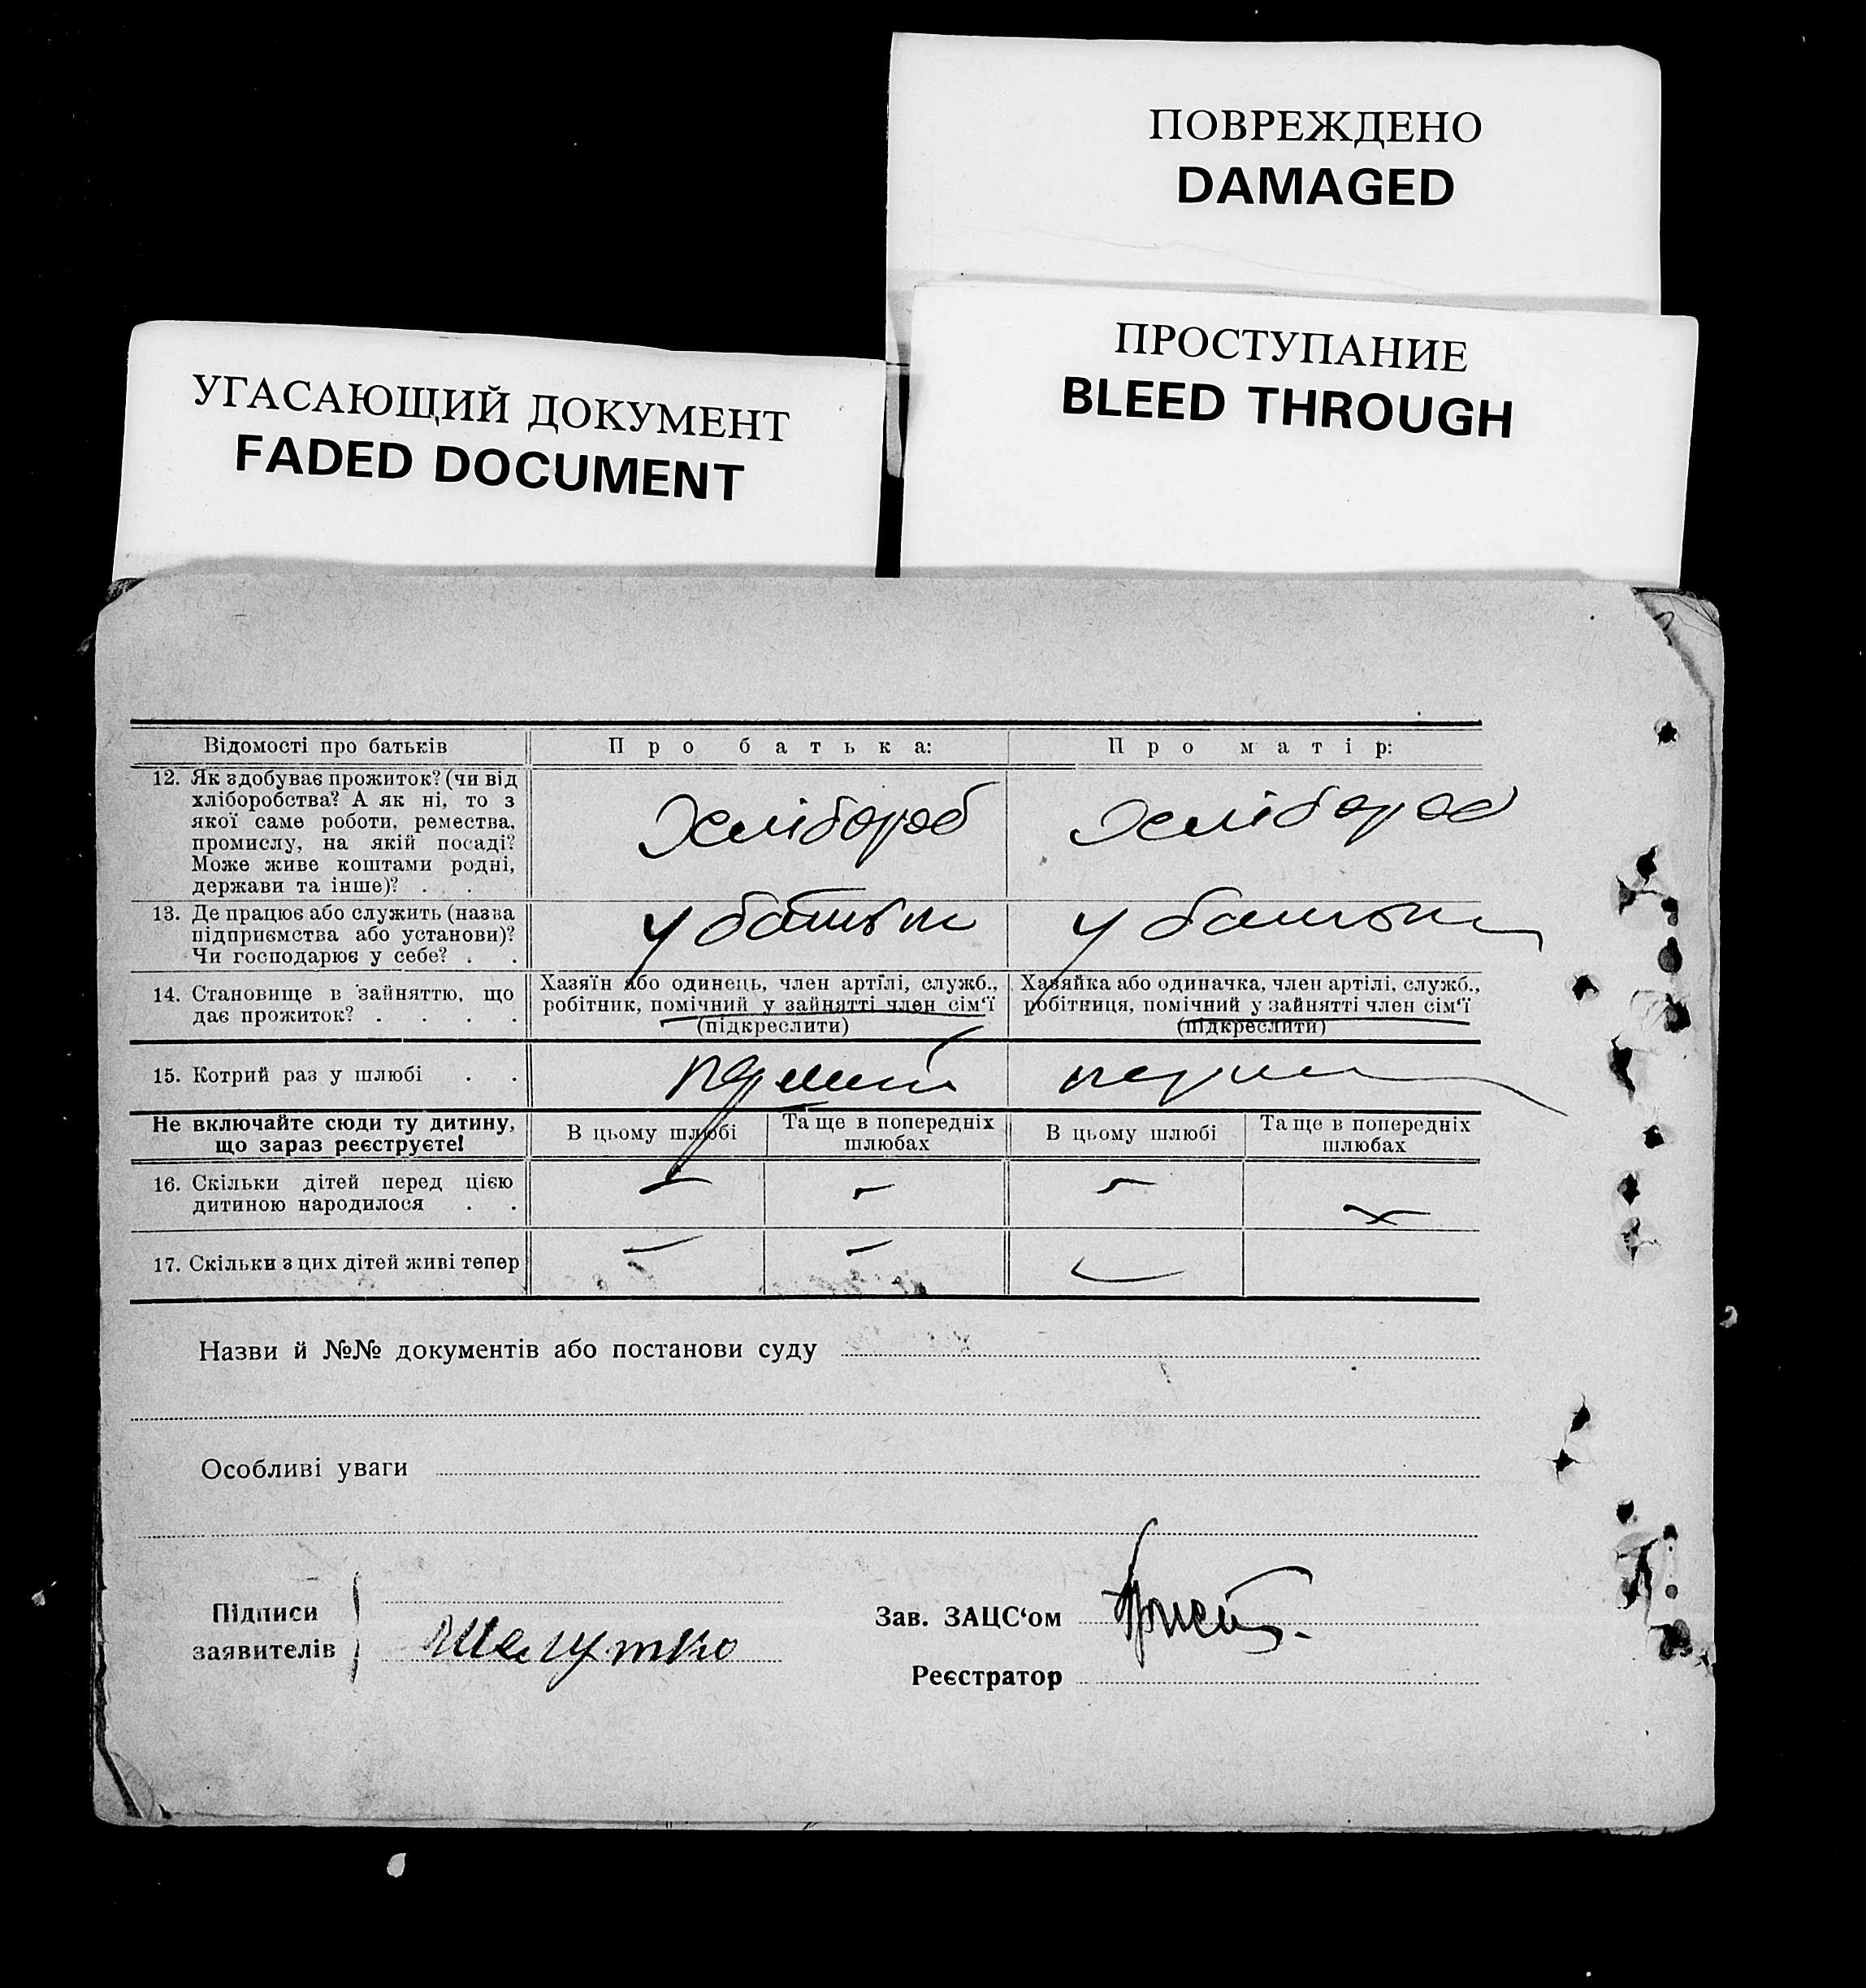 ПОВРЕЖДЕНО
DAMAGED
ПРОСТУПАНИЕ
BLEED THROUGH
УГАСАЮЩИЙ ДОКУМЕНТ
FADED DOCUMENT
Відомості про батьків Про батька: Про матір:
12. Як здобуває прожиток? (чи від
хліборобства? А як ні, то з
якої саме роботи, ремества,
промислу, на якій посаді?
Може живе коштами родні,
держави та інше)? . .
Хлібороб Хлібороб
13. Де працює або служить (назва
підприємства або установи)?
Чи господарює у себе? . .
у батьки у батьки
14. Становище в зайняттю, що
дає прожиток? . . . .
Хазяїн або одинець, член артілі, служб.,
робітник, помічний у зайнятті член сім‘ї
(підкреслити)
Хазяйка або одиначка, член артілі, служб.,
робітниця, помічний у зайнятті член сім‘ї
(підкреслити)
15. Котрий раз у шлюбі . . перший перши
Не включайте сюди ту дитину,
що зараз реєструєте!
В цьому шлюбі
Та ще в попередніх
шлюбах
В цьому шлюбі
Та ще в попередніх
шлюбах
16. Скільки дітей перед цією
дитиною народилося . .
– – –
17. Скільки з цих дітей живі тепер – – –
Назви й №№ документів або постанови суду
Особливі уваги
Підписи
заявителів
Шелутко
Зав. ЗАЦС‘ом
Реєстратор